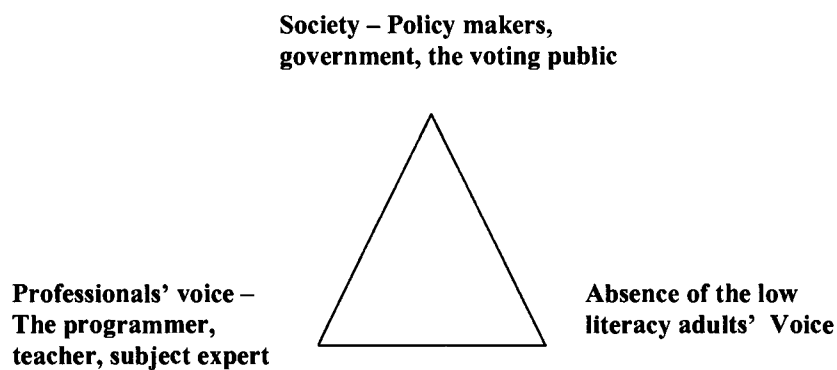 Society – Policy makers,
government, the voting public
Professionals’ voice –
The programmer,
teacher, subject expert
Absence of the low
literacy adults’ Voice